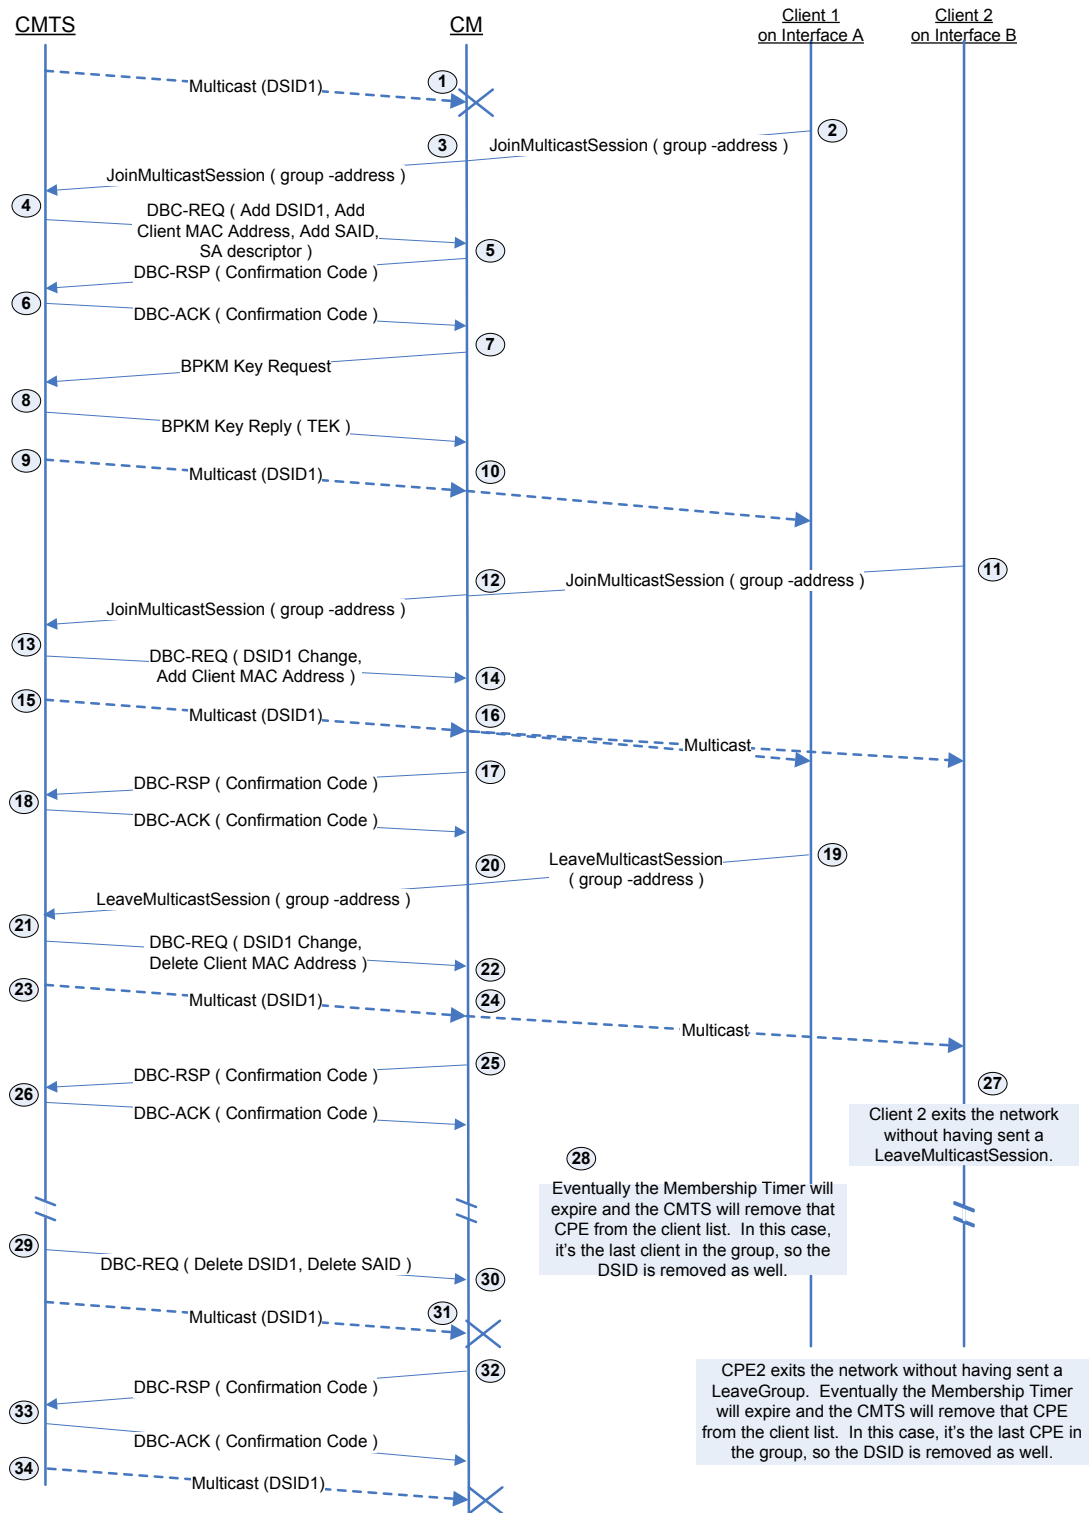 CMTS
CM
Client 1
on Interface A
Client 2
on Interface B
1
Multicast (DSID1)
2
3
JoinMulticastSession ( group -address )
JoinMulticastSession ( group -address )
4
DBC-REQ ( Add DSID1, Add
Client MAC Address, Add SAID,
SA descriptor )
5
DBC-RSP ( Confirmation Code )
6
DBC-ACK ( Confirmation Code )
7
BPKM Key Request
8
BPKM Key Reply ( TEK )
9
Multicast (DSID1)
10
11
12
JoinMulticastSession ( group -address )
JoinMulticastSession ( group -address )
13
DBC-REQ ( DSID1 Change,
Add Client MAC Address )
14
15
Multicast (DSID1)
16
Multicast
17
DBC-RSP ( Confirmation Code )
18
DBC-ACK ( Confirmation Code )
19
20
LeaveMulticastSession
( group -address )
LeaveMulticastSession ( group -address )
21
DBC-REQ ( DSID1 Change,
Delete Client MAC Address )
22
23
Multicast (DSID1)
24
Multicast
25
DBC-RSP ( Confirmation Code )
26
DBC-ACK ( Confirmation Code )
27
Client 2 exits the network
without having sent a
LeaveMulticastSession.
28
Eventually the Membership Timer will
expire and the CMTS will remove that
CPE from the client list. In this case,
it's the last client in the group, so the
DSID is removed as well.
29
DBC-REQ ( Delete DSID1, Delete SAID )
30
31
Multicast (DSID1)
32
DBC-RSP ( Confirmation Code )
33
DBC-ACK ( Confirmation Code )
34
Multicast (DSID1)
CPE2 exits the network without having sent a
LeaveGroup. Eventually the Membership Timer
will expire and the CMTS will remove that CPE
from the client list. In this case, it's the last CPE in
the group, so the DSID is removed as well.